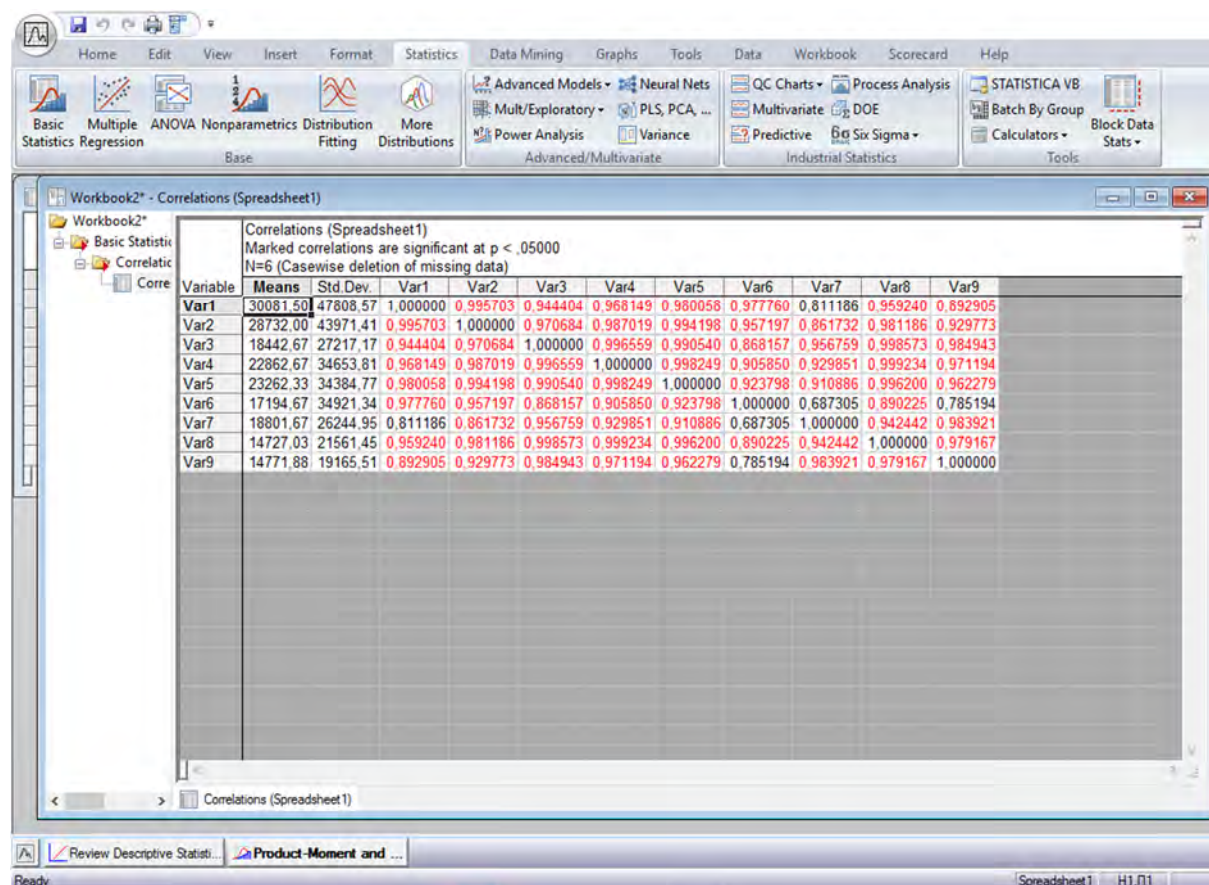 Home Edit View Insert Format Statistics Data Mining Graphs Tools Data Workbook Scorecard Help
Basic Statistics
Multiple Regression
ANOVA
Nonparametrics
Distribution Fitting
More Distributions
Base
Advanced Models
Mult/Exploratory
Power Analysis
Neural Nets
PLS, PCA, ...
Variance
Advanced/Multivariate
QC Charts
Multivariate
Predictive
Process Analysis
DOE
6σ Six Sigma
Industrial Statistics
STATISTICA VB
Batch By Group
Calculators
Block Data Stats
Tools
Workbook2* - Correlations (Spreadsheet1)
Workbook2*
Basic Statistic
Correlatic
Corre
Correlations (Spreadsheet1)
Marked correlations are significant at p < ,05000
N=6 (Casewise deletion of missing data)
Variable Means Std.Dev. Var1 Var2 Var3 Var4 Var5 Var6 Var7 Var8 Var9
Var1 30081,50 47808,57 1,000000 0,995703 0,944404 0,968149 0,980058 0,977760 0,811186 0,959240 0,892905
Var2 28732,00 43971,41 0,995703 1,000000 0,970684 0,987019 0,994198 0,957197 0,861732 0,981186 0,929773
Var3 18442,67 27217,17 0,944404 0,970684 1,000000 0,996559 0,990540 0,868157 0,956759 0,998573 0,984943
Var4 22862,67 34653,81 0,968149 0,987019 0,996559 1,000000 0,998249 0,905850 0,929851 0,999234 0,971194
Var5 23262,33 34384,77 0,980058 0,994198 0,990540 0,998249 1,000000 0,923798 0,910886 0,996200 0,962279
Var6 17194,67 34921,34 0,977760 0,957197 0,868157 0,905850 0,923798 1,000000 0,687305 0,890225 0,785194
Var7 18801,67 26244,95 0,811186 0,861732 0,956759 0,929851 0,910886 0,687305 1,000000 0,942442 0,983921
Var8 14727,03 21561,45 0,959240 0,981186 0,998573 0,999234 0,996200 0,890225 0,942442 1,000000 0,979167
Var9 14771,88 19165,51 0,892905 0,929773 0,984943 0,971194 0,962279 0,785194 0,983921 0,979167 1,000000
Correlations (Spreadsheet1)
Review Descriptive Statisti...
Product-Moment and ...
Ready
Spreadsheet1